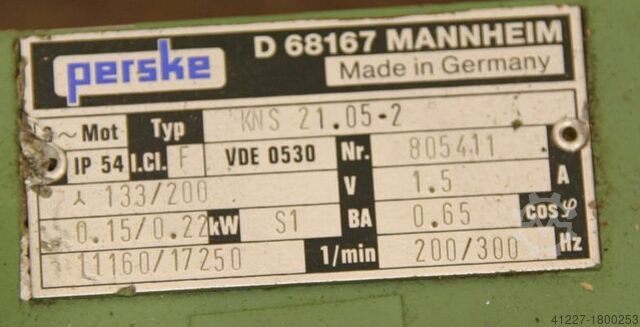 perske D 68167 MANNHEIM
Made in Germany
~ Mot Typ KNS 21.05-2
IP 54 I.Cl. F VDE 0530 Nr. 805411
⅄ 133/200 V 1.5 A
0.15/0.22 kW S1 BA 0.65 cos φ
11160/17250 1/min 200/300 Hz
41227-1800253